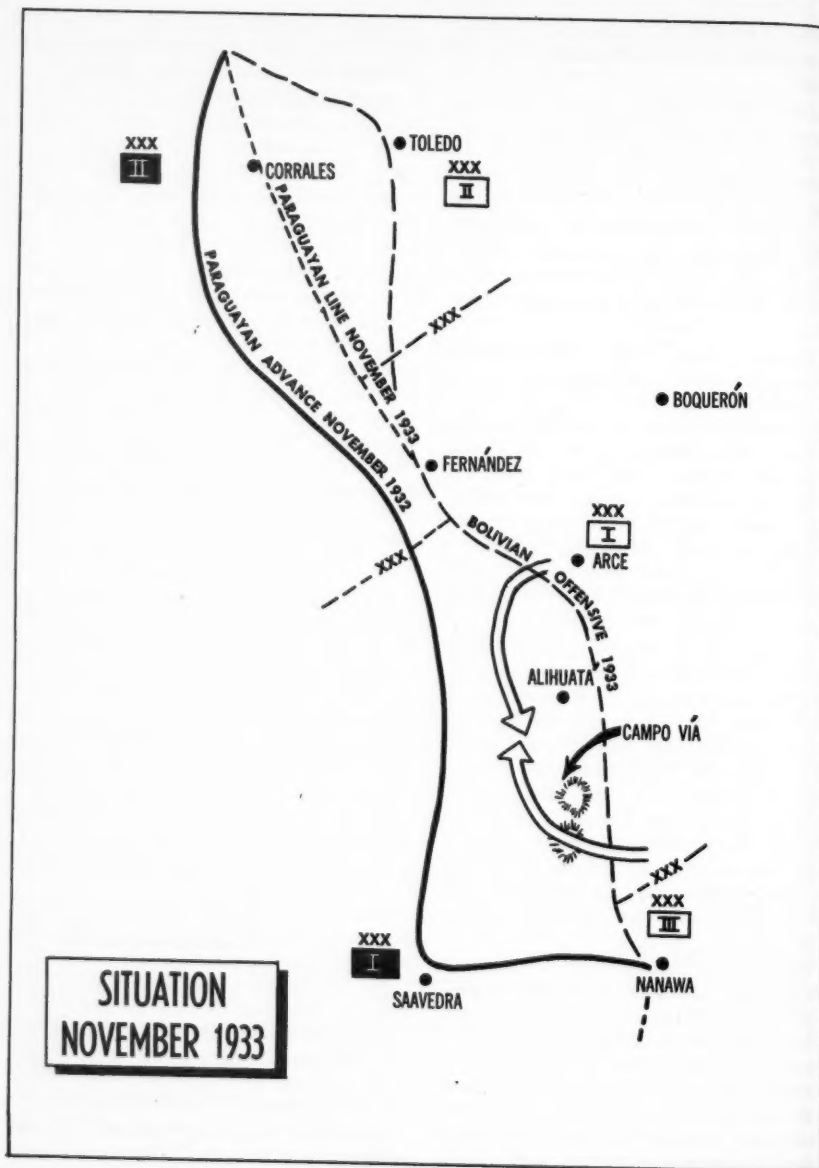 XXX
II
CORRALES
TOLEDO
XXX
II
PARAGUAYAN LINE NOVEMBER 1933
XXX
PARAGUAYAN ADVANCE NOVEMBER 1932
BOQUERÓN
FERNÁNDEZ
XXX
BOLIVIAN OFFENSIVE 1933
XXX
I
ARCE
ALIHUATA
CAMPO VIÁ
XXX
XXX
III
NANAWA
XXX
I
SAAVEDRA
SITUATION
NOVEMBER 1933